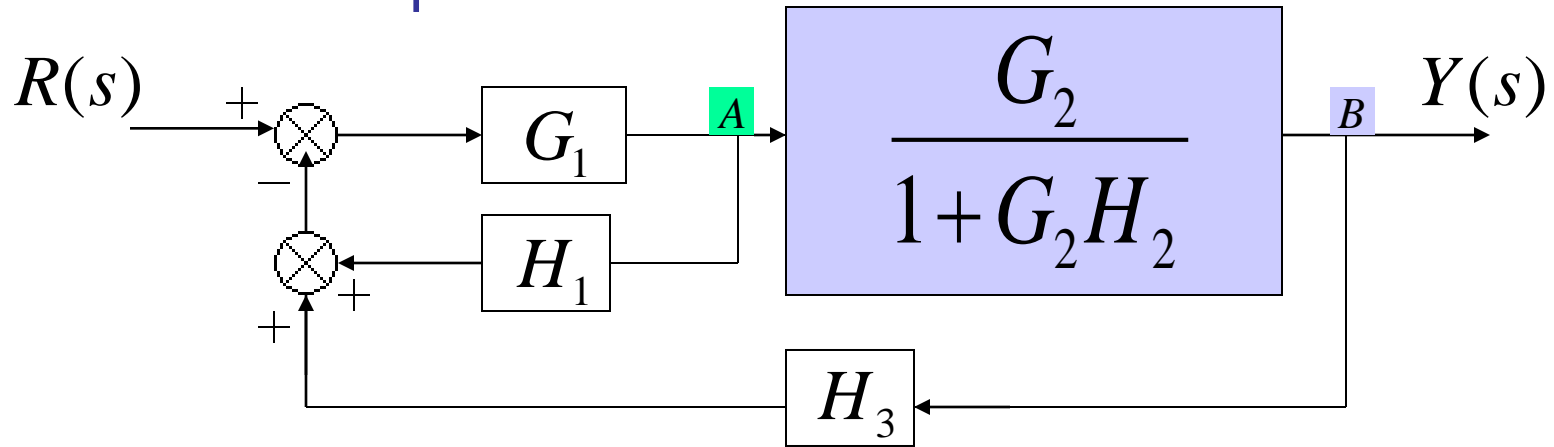 R(s)
+
−
G₁
A
G₂
1+G₂H₂
B
Y(s)
H₁
+
+
H₃